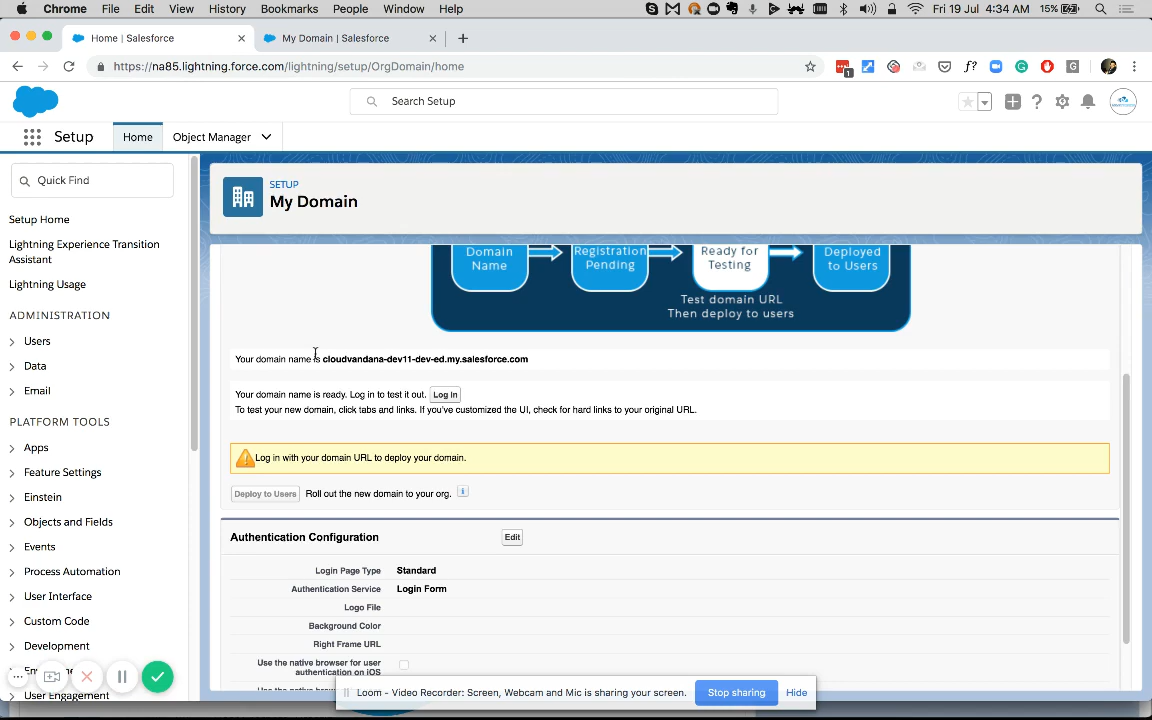 Chrome File Edit View History Bookmarks People Window Help Fri 19 Jul 4:34 AM 15%
Home | Salesforce My Domain | Salesforce
https://na85.lightning.force.com/lightning/setup/OrgDomain/home
Search Setup
Setup Home Object Manager
Quick Find
Setup Home
Lightning Experience Transition
Assistant
Lightning Usage
ADMINISTRATION
Users
Data
Email
PLATFORM TOOLS
Apps
Feature Settings
Einstein
Objects and Fields
Events
Process Automation
User Interface
Custom Code
Development
User Engagement
SETUP
My Domain
Domain
Name
Registration
Pending
Ready for
Testing
Deployed
to Users
Test domain URL
Then deploy to users
Your domain name is cloudvandana-dev11-dev-ed.my.salesforce.com
Your domain name is ready. Log in to test it out. Log in
To test your new domain, click tabs and links. If you've customized the UI, check for hard links to your original URL.
Log in with your domain URL to deploy your domain.
Deploy to Users Roll out the new domain to your org.
Authentication Configuration Edit
Login Page Type Standard
Authentication Service Login Form
Logo File
Background Color
Right Frame URL
Use the native browser for user
authentication on iOS
Loom - Video Recorder: Screen, Webcam and Mic is sharing your screen. Stop sharing Hide